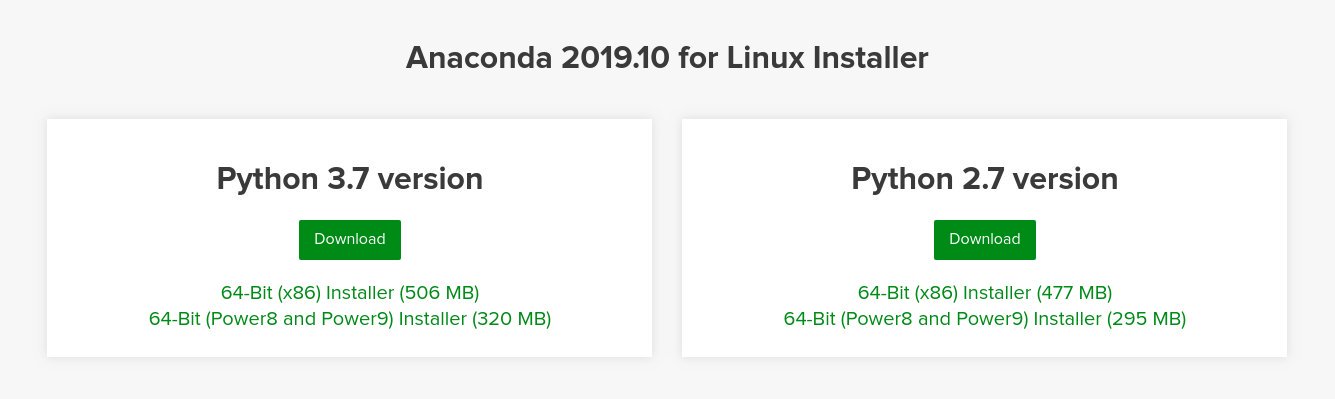 Anaconda 2019.10 for Linux Installer
Python 3.7 version
Download
64-Bit (x86) Installer (506 MB)
64-Bit (Power8 and Power9) Installer (320 MB)
Python 2.7 version
Download
64-Bit (x86) Installer (477 MB)
64-Bit (Power8 and Power9) Installer (295 MB)